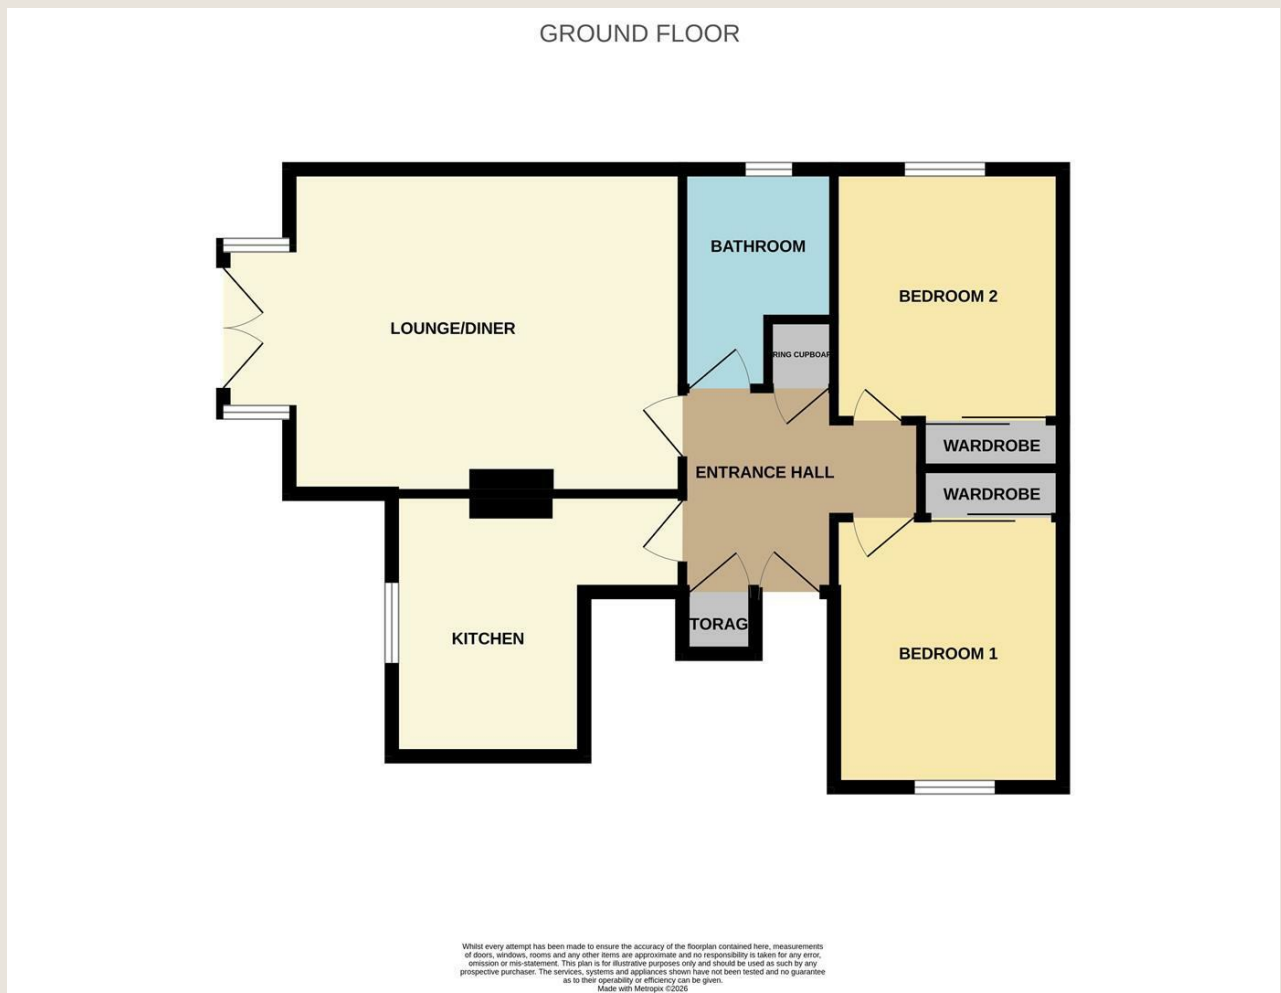 GROUND FLOOR
BATHROOM
BEDROOM 2
LOUNGE/DINER
RING CUPBOAR
WARDROBE
ENTRANCE HALL
WARDROBE
TORAG
KITCHEN
BEDROOM 1
Whilst every attempt has been made to ensure the accuracy of the floorplan contained here, measurements
of doors, windows, rooms and any other items are approximate and no responsibility is taken for any error,
omission or mis-statement. This plan is for illustrative purposes only and should be used as such by any
prospective purchaser. The services, systems and appliances shown have not been tested and no guarantee
as to their operability or efficiency can be given.
Made with Metropix ©2026